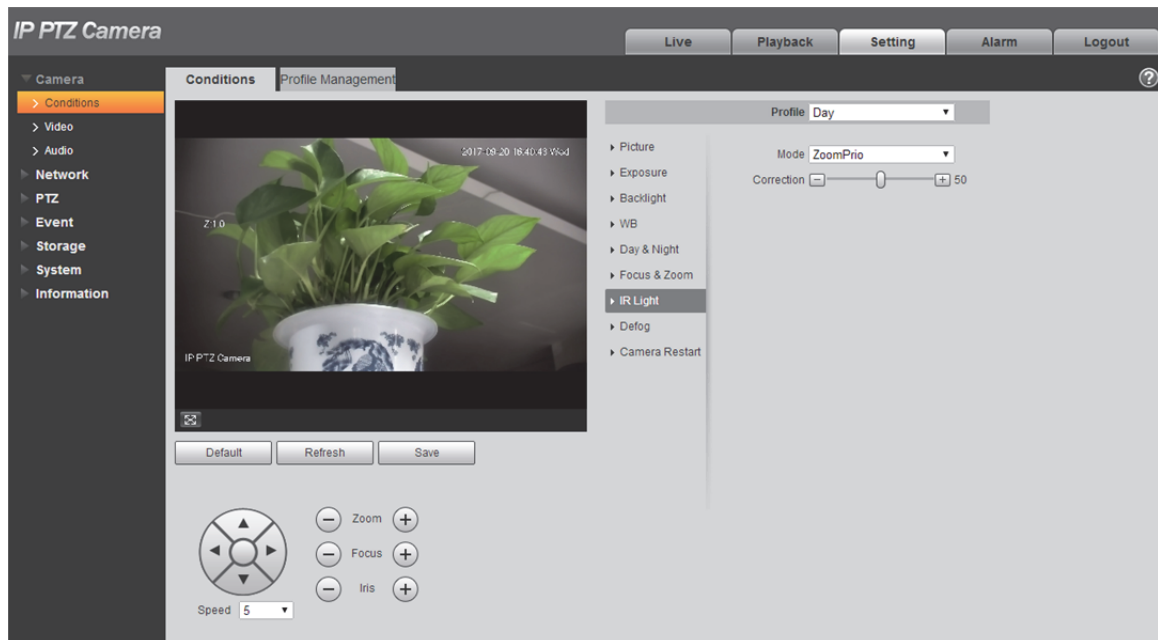 IP PTZ Camera
Live
Playback
Setting
Alarm
Logout
Camera
Conditions
Video
Audio
Network
PTZ
Event
Storage
System
Information
Conditions
Profile Management
?
2017-09-20 16:40:43 Wed
Z:1.0
IP PTZ Camera
Default
Refresh
Save
Zoom
Focus
Iris
Speed 5
Profile Day
Picture
Exposure
Backlight
WB
Day & Night
Focus & Zoom
IR Light
Defog
Camera Restart
Mode ZoomPrio
Correction 50